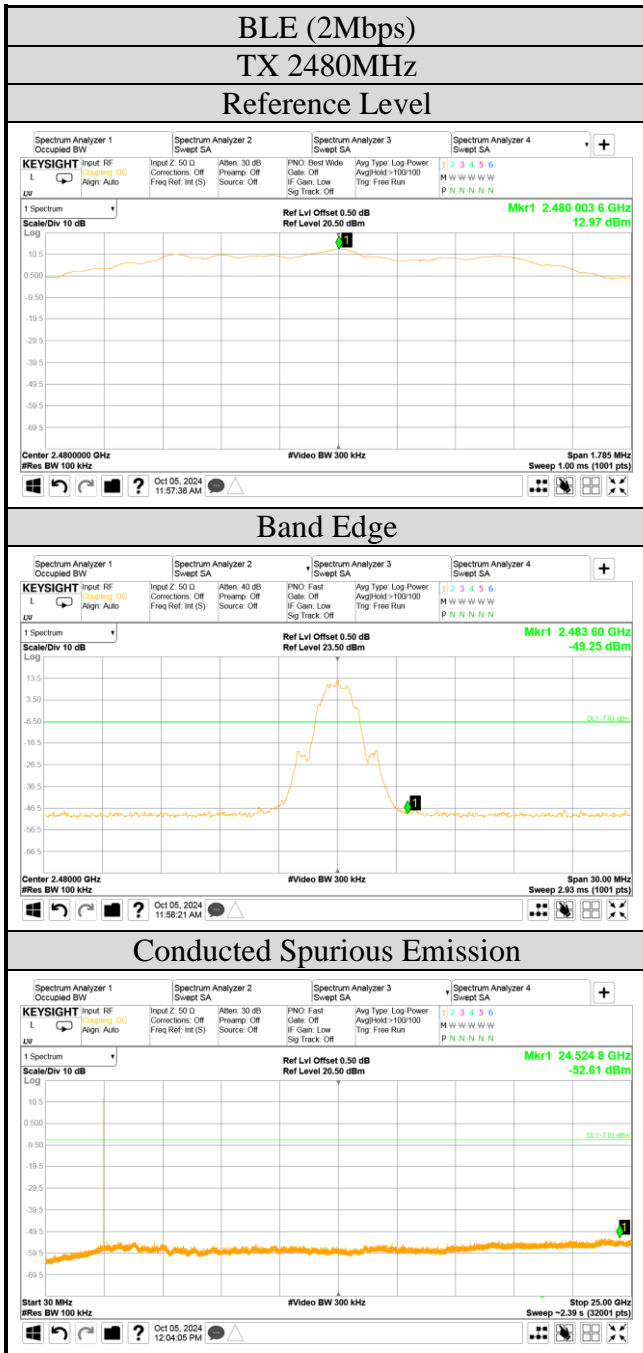 BLE (2Mbps)
TX 2480MHz
Reference Level
Spectrum Analyzer 1 Spectrum Analyzer 2 Spectrum Analyzer 3 Spectrum Analyzer 4
Occupied BW Swept SA Swept SA Swept SA
KEYSIGHT Input: RF Input Z: 50 Ω Atten: 30 dB PNO: Best Wide Avg Type: Log-Power 1 2 3 4 5 6
L Coupling: DC Corrections: Off Preamp: Off Gate: Off Avg|Hold:>100/100 M W W W W W
Align: Auto Freq Ref: Int (S) Source: Off IF Gain: Low Trig: Free Run
LXI Sig Track: Off P N N N N N
1 Spectrum Ref Lvl Offset 0.50 dB Mkr1 2.480 003 6 GHz
Scale/Div 10 dB Ref Level 20.50 dBm 12.97 dBm
Log
1
10.5
0.500
-9.50
-19.5
-29.5
-39.5
-49.5
-59.5
-69.5
Center 2.4800000 GHz #Video BW 300 kHz Span 1.785 MHz
#Res BW 100 kHz Sweep 1.00 ms (1001 pts)
Oct 05, 2024
11:57:38 AM
Band Edge
Spectrum Analyzer 1 Spectrum Analyzer 2 Spectrum Analyzer 3 Spectrum Analyzer 4
Occupied BW Swept SA Swept SA Swept SA
KEYSIGHT Input: RF Input Z: 50 Ω Atten: 40 dB PNO: Fast Avg Type: Log-Power 1 2 3 4 5 6
L Coupling: DC Corrections: Off Preamp: Off Gate: Off Avg|Hold:>100/100 M W W W W W
Align: Auto Freq Ref: Int (S) Source: Off IF Gain: Low Trig: Free Run
LXI Sig Track: Off P N N N N N
1 Spectrum Ref Lvl Offset 0.50 dB Mkr1 2.483 60 GHz
Scale/Div 10 dB Ref Level 23.50 dBm -49.25 dBm
Log
13.5
3.50
-6.50 DL1 -7.03 dBm
-16.5
-26.5
-36.5
-46.5 1
-56.5
-66.5
Center 2.48000 GHz #Video BW 300 kHz Span 30.00 MHz
#Res BW 100 kHz Sweep 2.93 ms (1001 pts)
Oct 05, 2024
11:58:21 AM
Conducted Spurious Emission
Spectrum Analyzer 1 Spectrum Analyzer 2 Spectrum Analyzer 3 Spectrum Analyzer 4
Occupied BW Swept SA Swept SA Swept SA
KEYSIGHT Input: RF Input Z: 50 Ω Atten: 30 dB PNO: Fast Avg Type: Log-Power 1 2 3 4 5 6
L Coupling: DC Corrections: Off Preamp: Off Gate: Off Avg|Hold:>100/100 M W W W W W
Align: Auto Freq Ref: Int (S) Source: Off IF Gain: Low Trig: Free Run
LXI Sig Track: Off P N N N N N
1 Spectrum Ref Lvl Offset 0.50 dB Mkr1 24.524 8 GHz
Scale/Div 10 dB Ref Level 20.50 dBm -52.61 dBm
Log
10.5
0.500
-9.50 DL1 -7.03 dBm
-19.5
-29.5
-39.5
-49.5 1
-59.5
-69.5
Start 30 MHz #Video BW 300 kHz Stop 25.00 GHz
#Res BW 100 kHz Sweep ~2.39 s (32001 pts)
Oct 05, 2024
12:04:05 PM